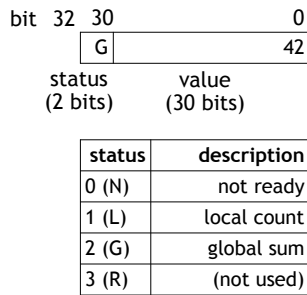 bit 32 30 0
G 42
status value
(2 bits) (30 bits)
status description
0 (N) not ready
1 (L) local count
2 (G) global sum
3 (R) (not used)